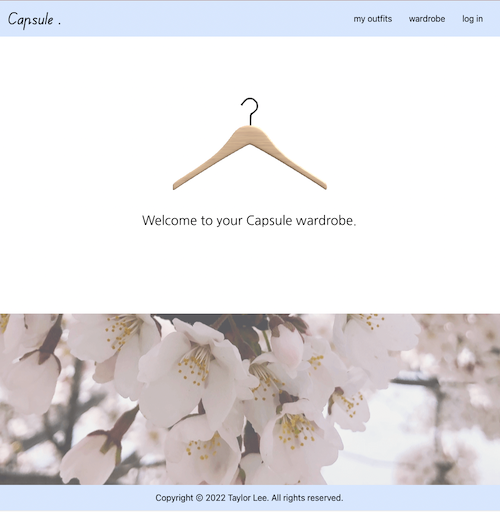 Capsule .
my outfits wardrobe log in
Welcome to your Capsule wardrobe.
Copyright © 2022 Taylor Lee. All rights reserved.